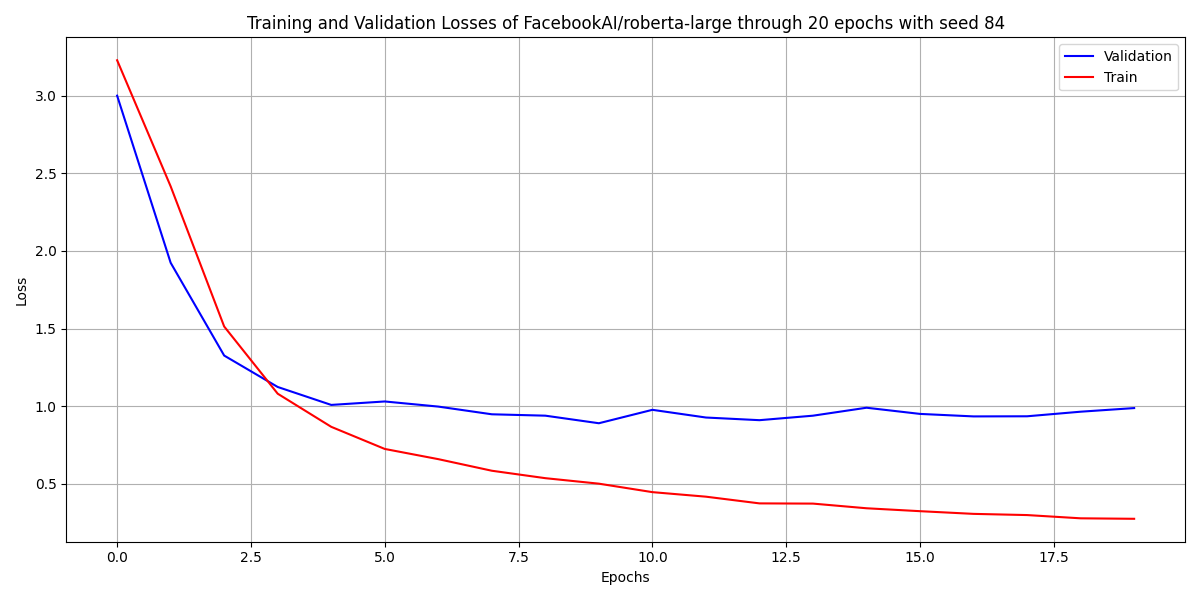 Training and Validation Losses of FacebookAI/roberta-large through 20 epochs with seed 84
Validation
Train
Loss
3.0
2.5
2.0
1.5
1.0
0.5
0.0 2.5 5.0 7.5 10.0 12.5 15.0 17.5
Epochs